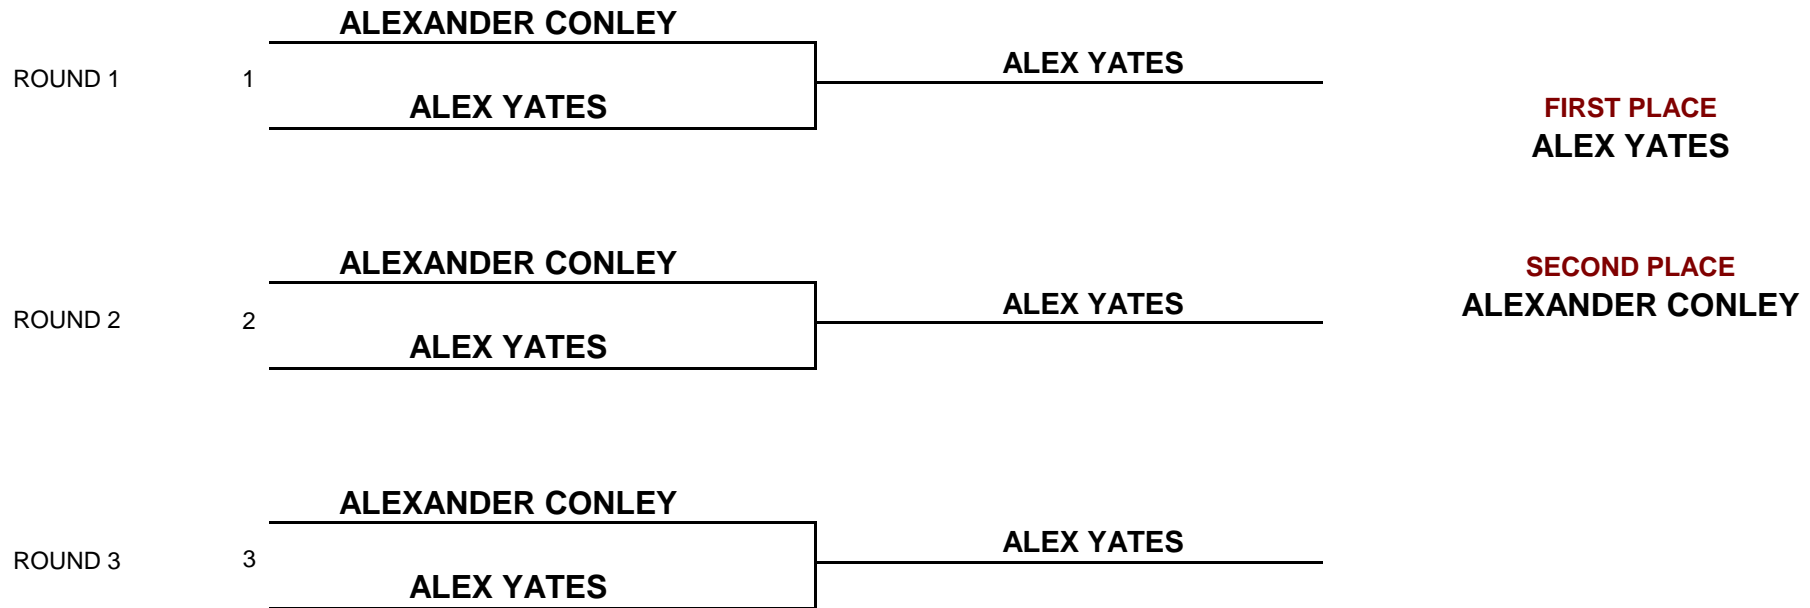 ALEXANDER CONLEY
ROUND 1 1 ALEX YATES
ALEX YATES
FIRST PLACE
ALEX YATES
ALEXANDER CONLEY
ROUND 2 2 ALEX YATES
ALEX YATES
SECOND PLACE
ALEXANDER CONLEY
ALEXANDER CONLEY
ROUND 3 3 ALEX YATES
ALEX YATES